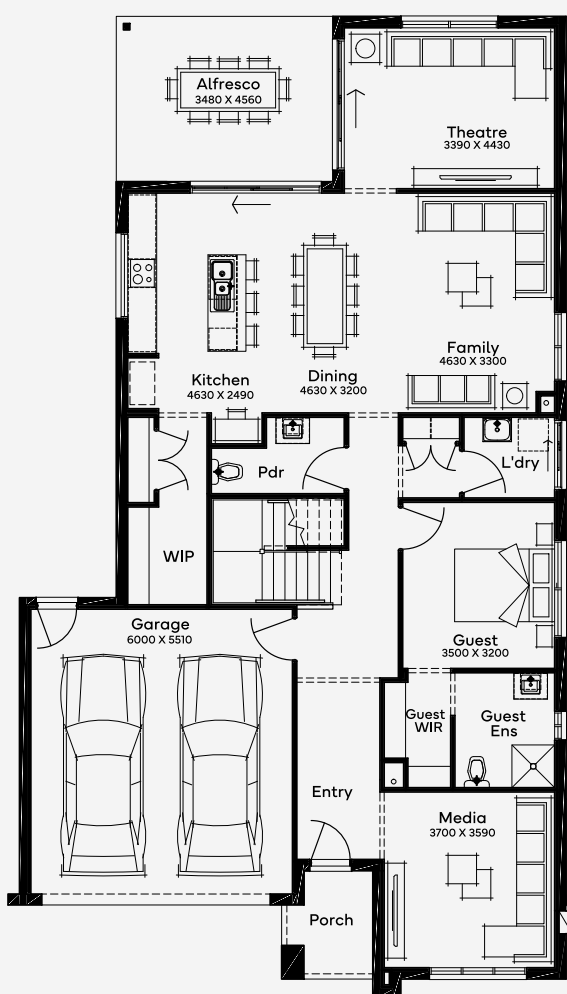 Alfresco
3480 X 4560
Theatre
3390 X 4430
Family
4630 X 3300
Dining
4630 X 3200
Kitchen
4630 X 2490
L'dry
Pdr
WIP
Garage
6000 X 5510
Guest
3500 X 3200
Guest
WIR
Guest
Ens
Entry
Media
3700 X 3590
Porch